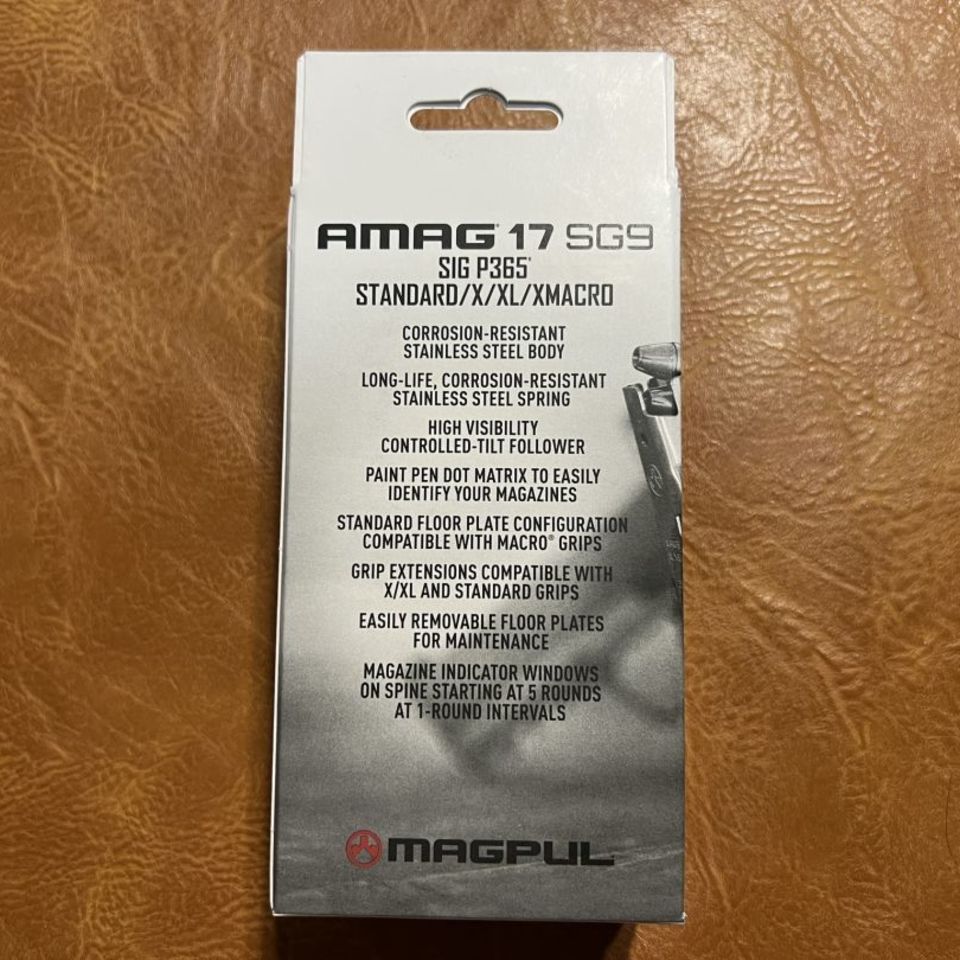 AMAG® 17 SG9
SIG P365®
STANDARD/X/XL/XMACRO
CORROSION-RESISTANT
STAINLESS STEEL BODY
LONG-LIFE, CORROSION-RESISTANT
STAINLESS STEEL SPRING
HIGH VISIBILITY
CONTROLLED-TILT FOLLOWER
PAINT PEN DOT MATRIX TO EASILY
IDENTIFY YOUR MAGAZINES
STANDARD FLOOR PLATE CONFIGURATION
COMPATIBLE WITH MACRO® GRIPS
GRIP EXTENSIONS COMPATIBLE WITH
X/XL AND STANDARD GRIPS
EASILY REMOVABLE FLOOR PLATES
FOR MAINTENANCE
MAGAZINE INDICATOR WINDOWS
ON SPINE STARTING AT 5 ROUNDS
AT 1-ROUND INTERVALS
MAGPUL